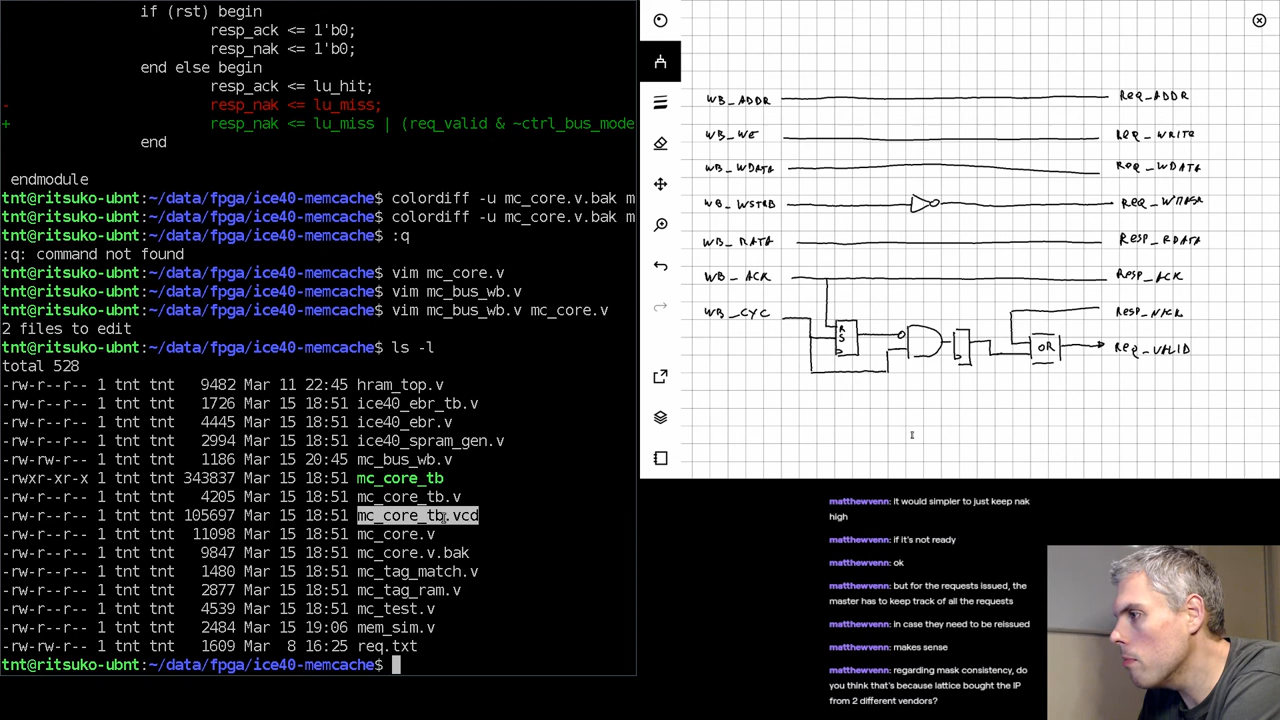 if (rst) begin
resp_ack <= 1'b0;
resp_nak <= 1'b0;
end else begin
resp_ack <= lu_hit;
- resp_nak <= lu_miss;
+ resp_nak <= lu_miss | (req_valid & ~ctrl_bus_mode
end
endmodule
tnt@ritsuko-ubnt:~/data/fpga/ice40-memcache$ colordiff -u mc_core.v.bak m
tnt@ritsuko-ubnt:~/data/fpga/ice40-memcache$ colordiff -u mc_core.v.bak m
tnt@ritsuko-ubnt:~/data/fpga/ice40-memcache$ :q
:q: command not found
tnt@ritsuko-ubnt:~/data/fpga/ice40-memcache$ vim mc_core.v
tnt@ritsuko-ubnt:~/data/fpga/ice40-memcache$ vim mc_bus_wb.v
tnt@ritsuko-ubnt:~/data/fpga/ice40-memcache$ vim mc_bus_wb.v mc_core.v
2 files to edit
tnt@ritsuko-ubnt:~/data/fpga/ice40-memcache$ ls -l
total 528
-rw-r--r-- 1 tnt tnt 9482 Mar 11 22:45 hram_top.v
-rw-r--r-- 1 tnt tnt 1726 Mar 15 18:51 ice40_ebr_tb.v
-rw-r--r-- 1 tnt tnt 4445 Mar 15 18:51 ice40_ebr.v
-rw-r--r-- 1 tnt tnt 2994 Mar 15 18:51 ice40_spram_gen.v
-rw-rw-r-- 1 tnt tnt 1186 Mar 15 20:45 mc_bus_wb.v
-rwxr-xr-x 1 tnt tnt 343837 Mar 15 18:51 mc_core_tb
-rw-r--r-- 1 tnt tnt 4205 Mar 15 18:51 mc_core_tb.v
-rw-r--r-- 1 tnt tnt 105697 Mar 15 18:51 mc_core_tb.vcd
-rw-r--r-- 1 tnt tnt 11098 Mar 15 18:51 mc_core.v
-rw-r--r-- 1 tnt tnt 9847 Mar 15 18:51 mc_core.v.bak
-rw-r--r-- 1 tnt tnt 1480 Mar 15 18:51 mc_tag_match.v
-rw-r--r-- 1 tnt tnt 2877 Mar 15 18:51 mc_tag_ram.v
-rw-r--r-- 1 tnt tnt 4539 Mar 15 18:51 mc_test.v
-rw-rw-r-- 1 tnt tnt 2484 Mar 15 19:06 mem_sim.v
-rw-rw-r-- 1 tnt tnt 1609 Mar 8 16:25 req.txt
tnt@ritsuko-ubnt:~/data/fpga/ice40-memcache$
WB_ADDR Req_ADDR
WB_WE Req_WRITE
WB_WDATA Req_WDATA
WB_WSTRB Req_WMASK
WB_RATA Resp_RDATA
WB_ACK Resp_ACK
WB_CYC Resp_NACK
R
S
OR Req_VALID
matthewvenn: it would simpler to just keep nak
high
matthewvenn: if it's not ready
matthewvenn: ok
matthewvenn: but for the requests issued, the
master has to keep track of all the requests
matthewvenn: in case they need to be reissued
matthewvenn: makes sense
matthewvenn: regarding mask consistency, do
you think that's because lattice bought the IP
from 2 different vendors?